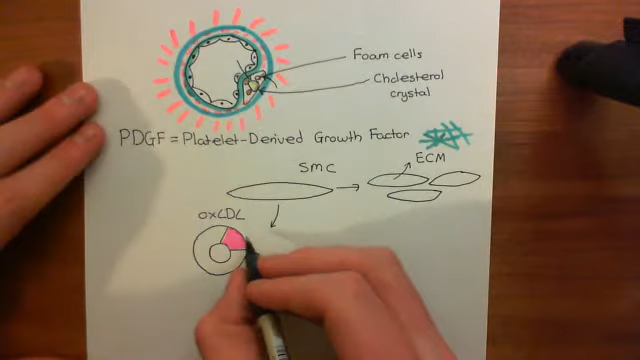 Foam cells
Cholesterol
crystal
PDGF = Platelet-Derived Growth Factor
SMC
ECM
oxLDL